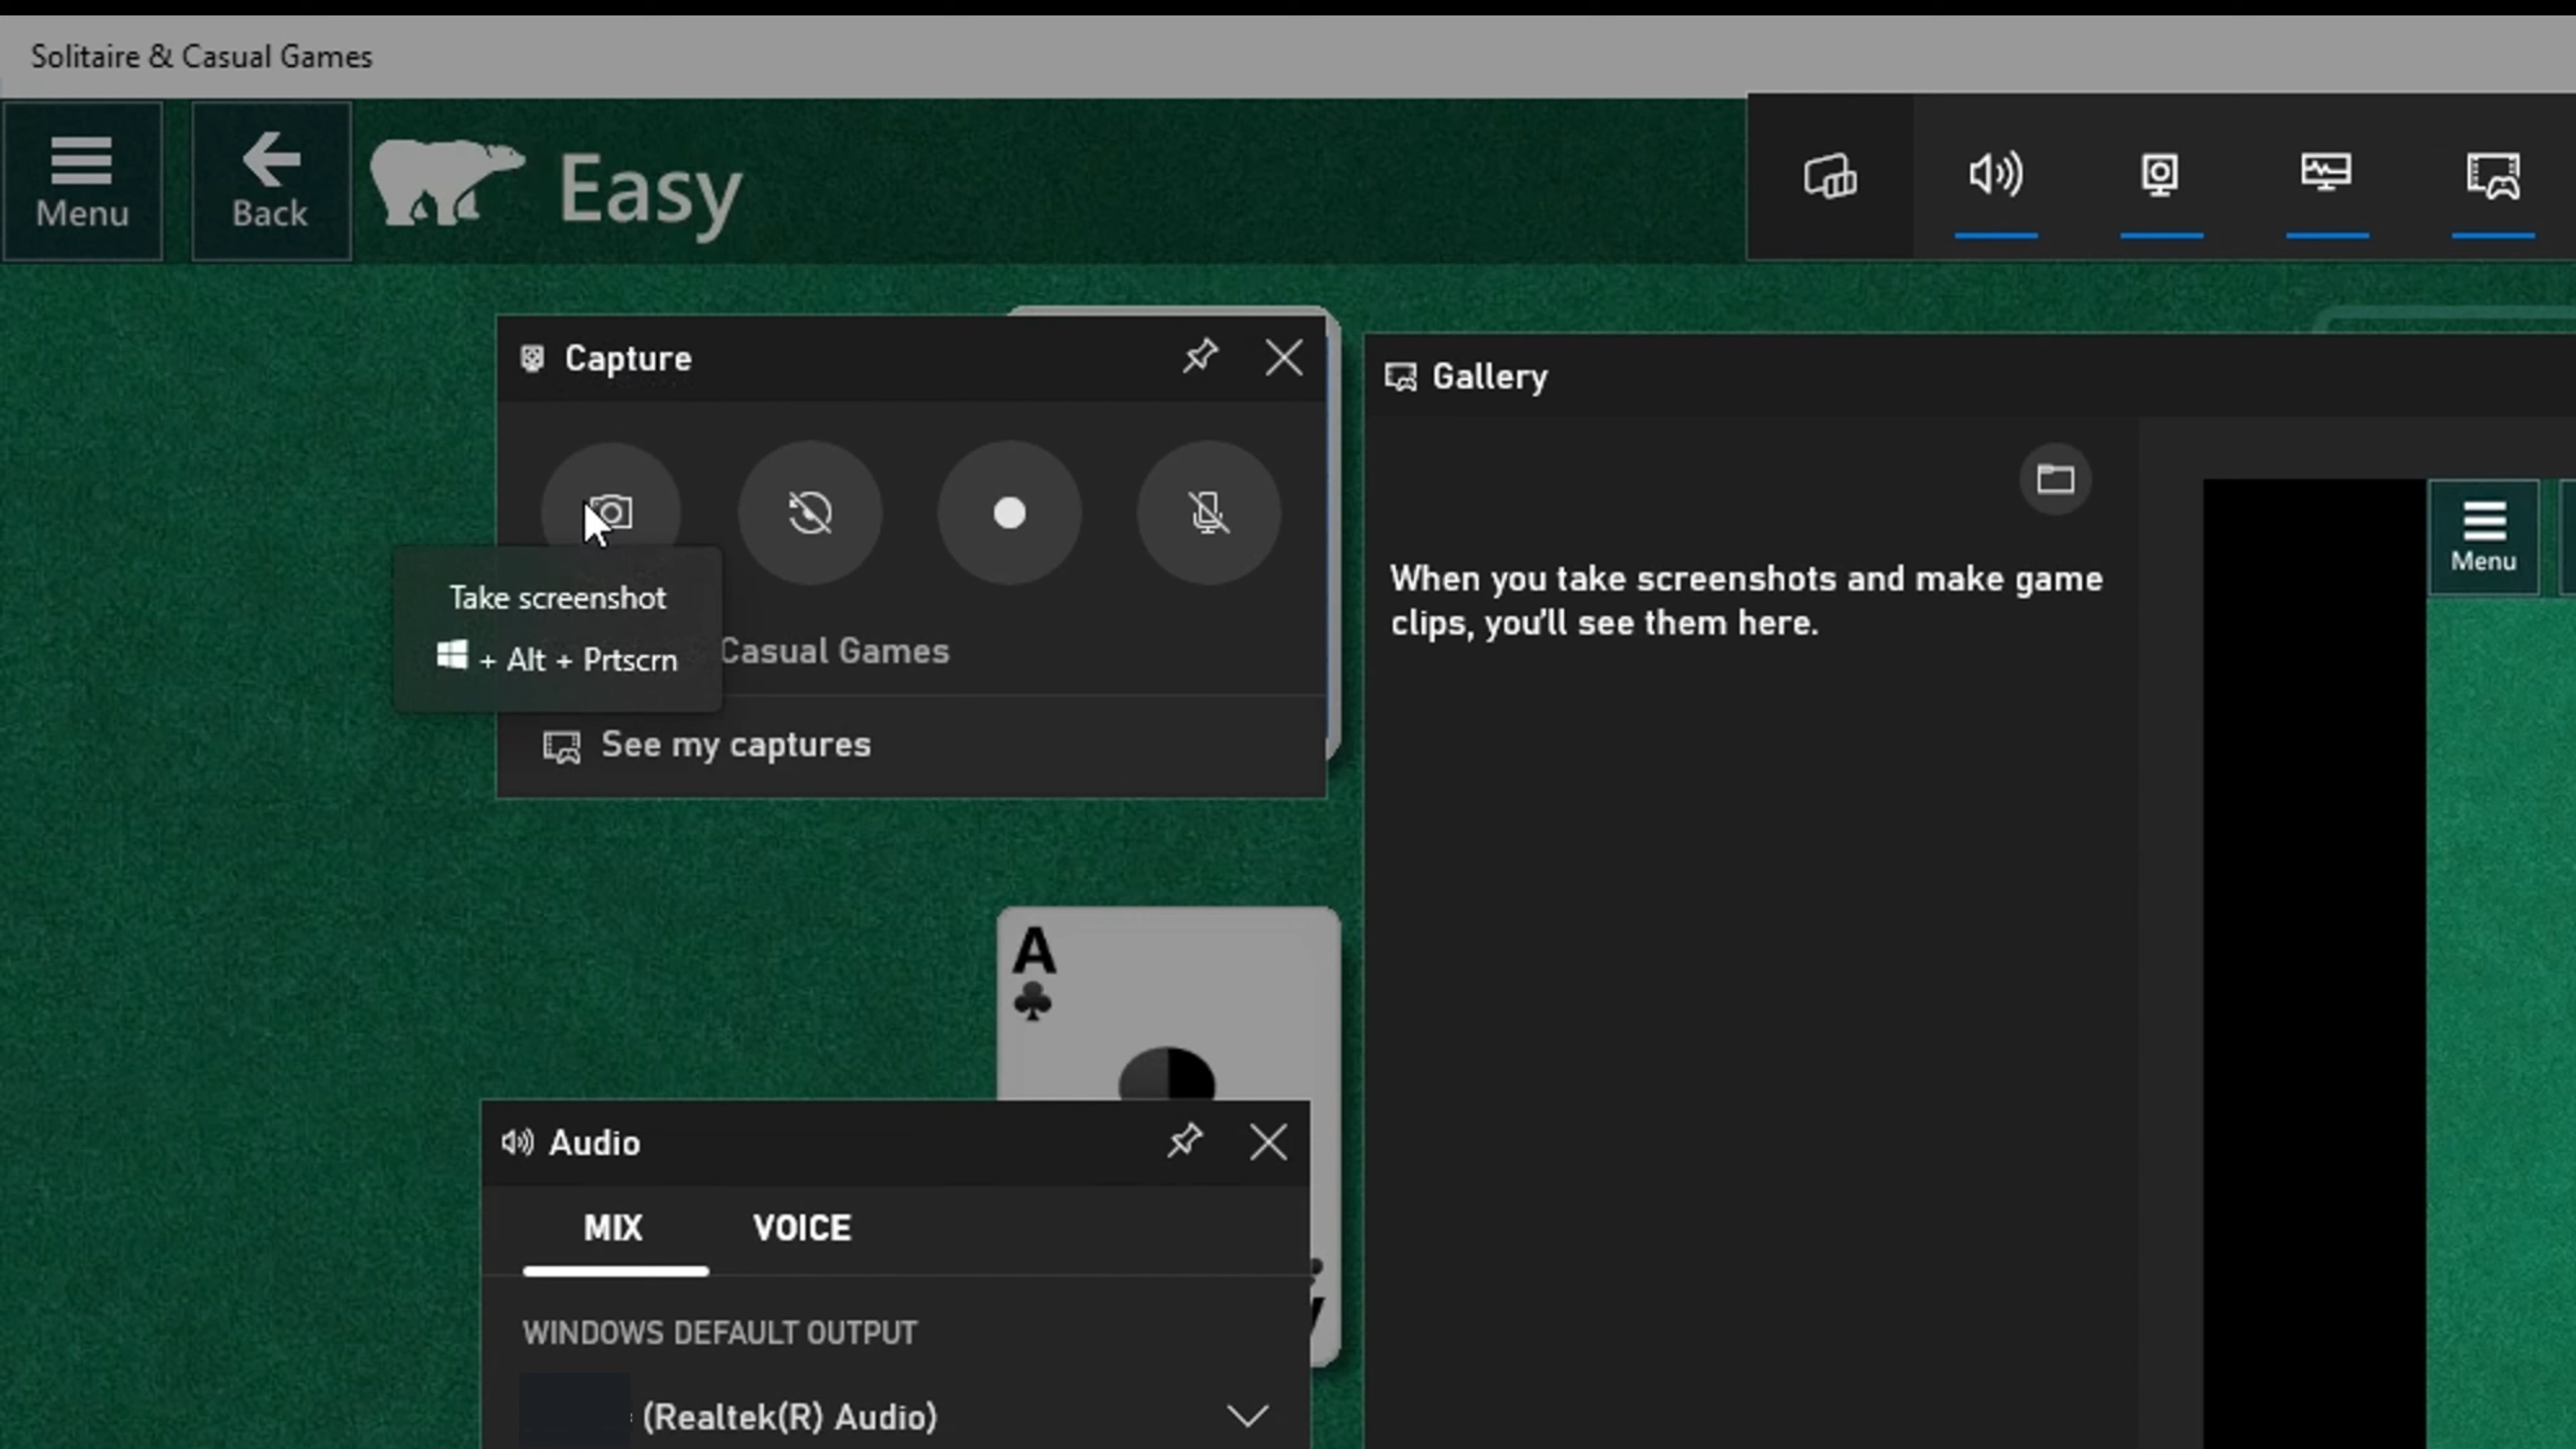 Solitaire & Casual Games
Menu
Back
Easy
Capture
Gallery
Take screenshot
+ Alt + Prtscrn
Casual Games
See my captures
When you take screenshots and make game
clips, you'll see them here.
Menu
A
Audio
MIX
VOICE
WINDOWS DEFAULT OUTPUT
(Realtek(R) Audio)